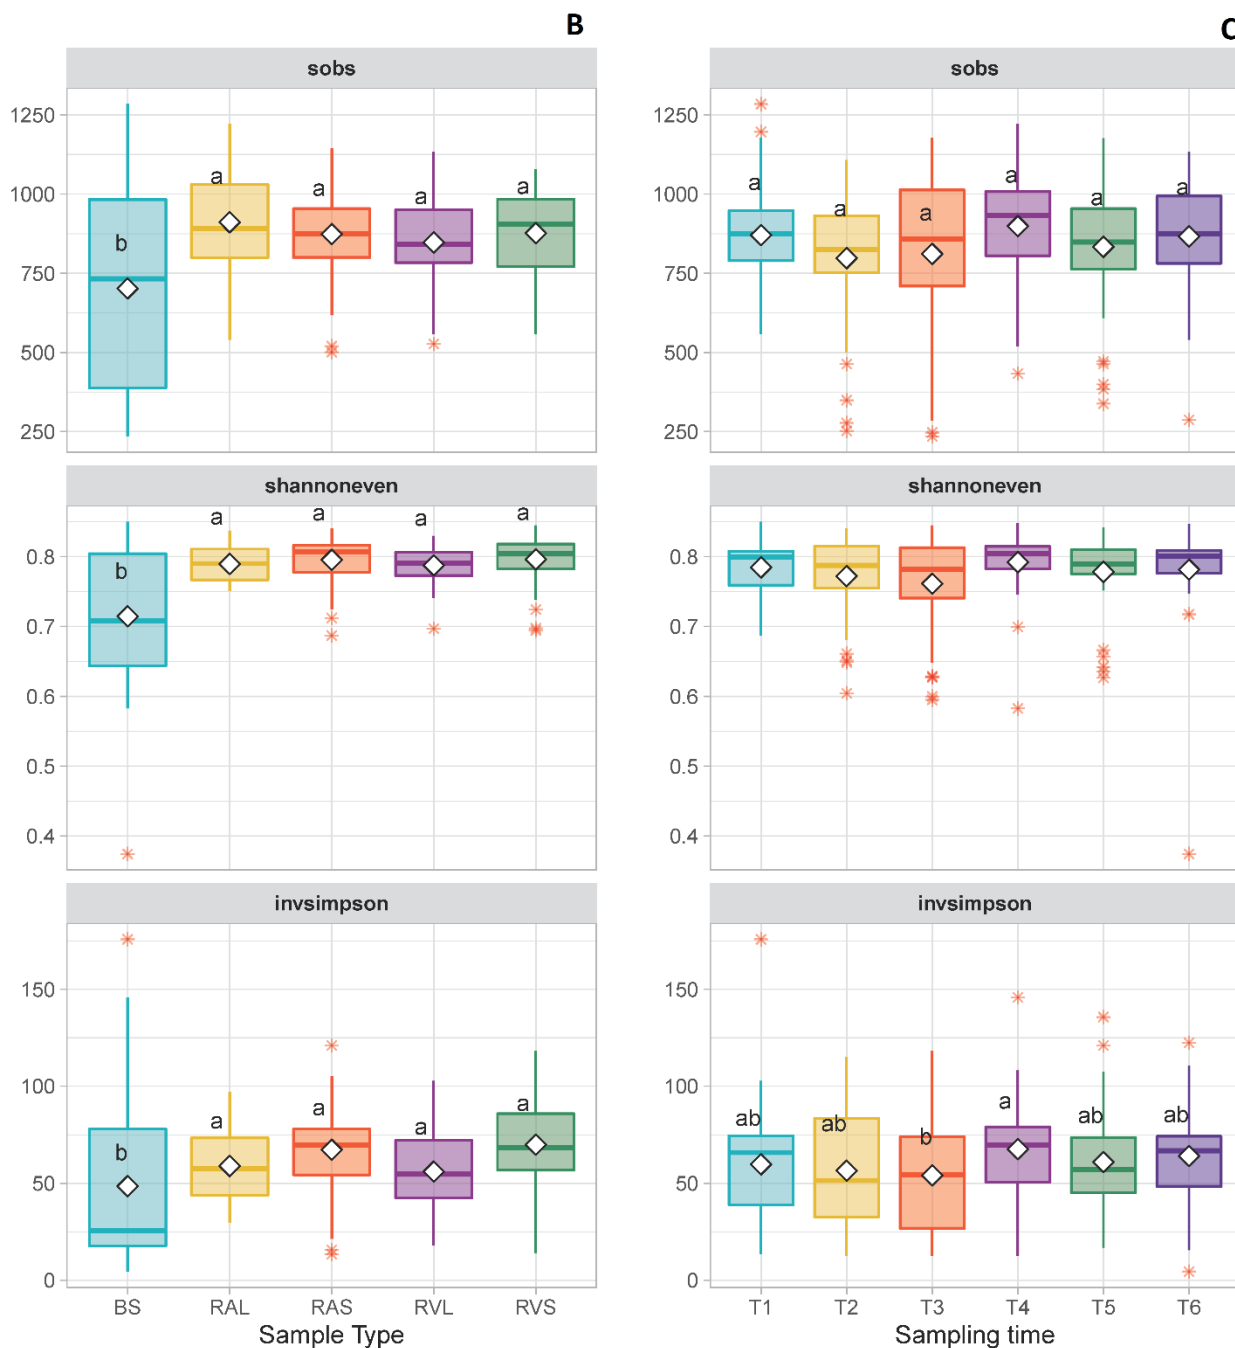 B
sobs
1250
1000
750
500
250
b
a
a
a
a
shannoneven
0.8
0.7
0.6
0.5
0.4
b
a
a
a
a
invsimpson
150
100
50
0
b
a
a
a
a
BS RAL RAS RVL RVS
Sample Type
C
sobs
1250
1000
750
500
250
a
a
a
a
a
a
shannoneven
0.8
0.7
0.6
0.5
0.4
invsimpson
150
100
50
0
ab
ab
b
a
ab
ab
T1 T2 T3 T4 T5 T6
Sampling time